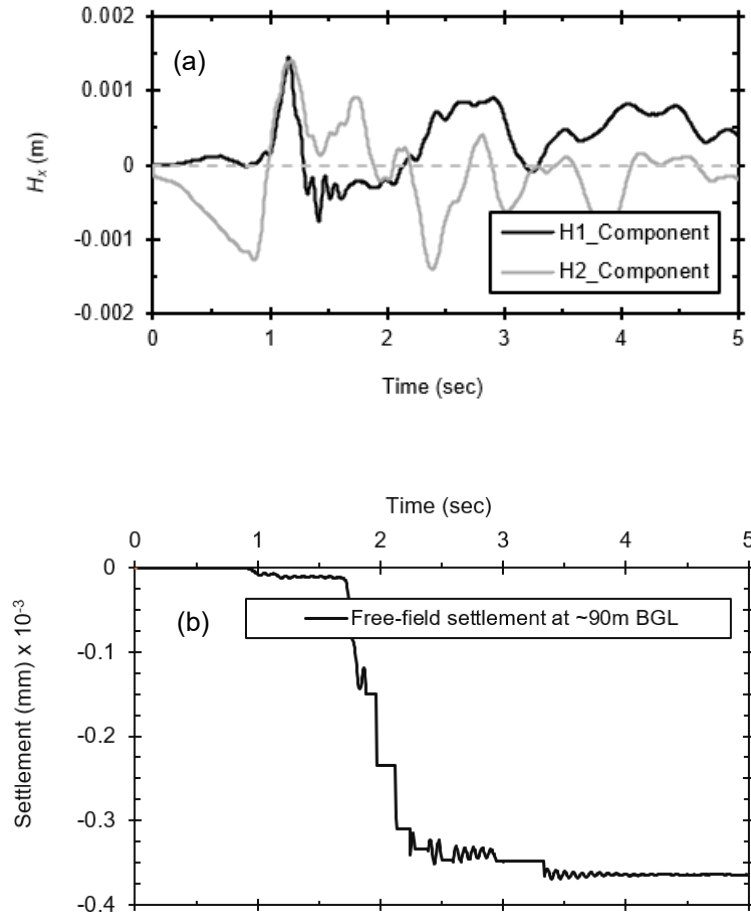 0.002
(a)
0.001
0
-0.001
-0.002
Hx (m)
H1_Component
H2_Component
0 1 2 3 4 5
Time (sec)
Time (sec)
0 1 2 3 4 5
0
-0.1
-0.2
-0.3
-0.4
Settlement (mm) x 10-3
(b)
Free-field settlement at ~90m BGL